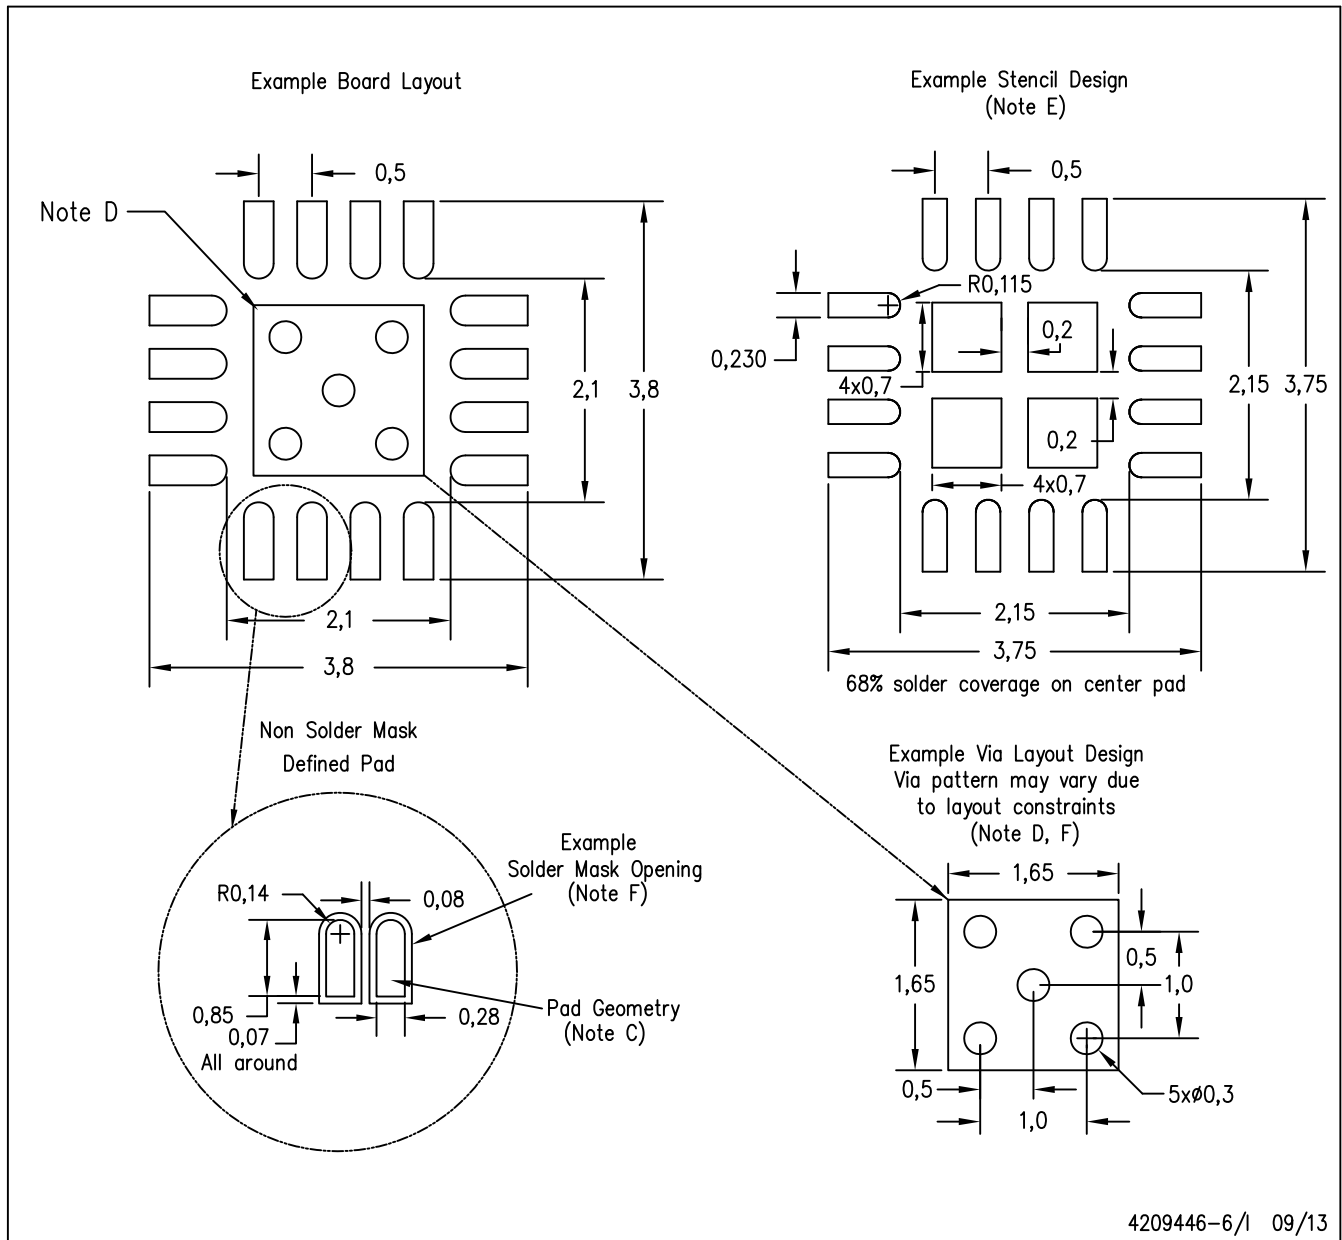 Example Board Layout
0,5
Note D
2,1
3,8
2,1
3,8
Example Stencil Design
(Note E)
0,5
R0,115
0,230
0,2
4x0,7
2,15
3,75
0,2
4x0,7
2,15
3,75
68% solder coverage on center pad
Non Solder Mask
Defined Pad
Example
Solder Mask Opening
(Note F)
R0,14
0,08
0,85
0,07
All around
0,28
Pad Geometry
(Note C)
Example Via Layout Design
Via pattern may vary due
to layout constraints
(Note D, F)
1,65
0,5
1,65
1,0
0,5
5xø0,3
1,0
4209446-6/I 09/13